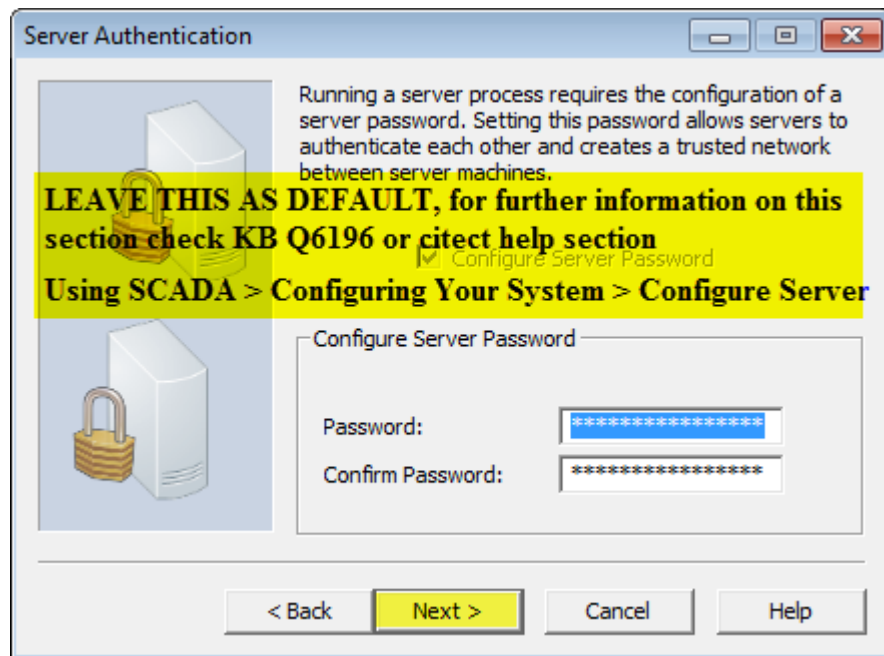 Server Authentication
Running a server process requires the configuration of a
server password. Setting this password allows servers to
authenticate each other and creates a trusted network
between server machines.
LEAVE THIS AS DEFAULT, for further information on this
section check KB Q6196 or citect help section
Configure Server Password
Using SCADA > Configuring Your System > Configure Server
Configure Server Password
Password: ****************
Confirm Password: ****************
< Back Next > Cancel Help